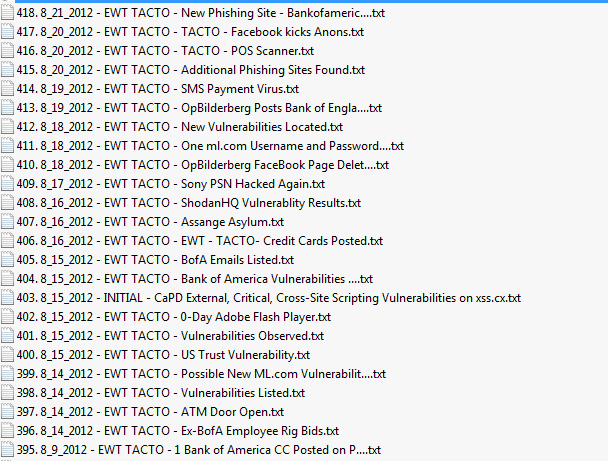 418. 8_21_2012 - EWT TACTO - New Phishing Site - Bankofameric....txt
417. 8_20_2012 - EWT TACTO - TACTO - Facebook kicks Anons.txt
416. 8_20_2012 - EWT TACTO - TACTO - POS Scanner.txt
415. 8_20_2012 - EWT TACTO - Additional Phishing Sites Found.txt
414. 8_19_2012 - EWT TACTO - SMS Payment Virus.txt
413. 8_19_2012 - EWT TACTO - OpBilderberg Posts Bank of Engla....txt
412. 8_18_2012 - EWT TACTO - New Vulnerabilities Located.txt
411. 8_18_2012 - EWT TACTO - One ml.com Username and Password....txt
410. 8_18_2012 - EWT TACTO - OpBilderberg FaceBook Page Delet....txt
409. 8_17_2012 - EWT TACTO - Sony PSN Hacked Again.txt
408. 8_16_2012 - EWT TACTO - ShodanHQ Vulnerablity Results.txt
407. 8_16_2012 - EWT TACTO - Assange Asylum.txt
406. 8_16_2012 - EWT TACTO - EWT - TACTO- Credit Cards Posted.txt
405. 8_15_2012 - EWT TACTO - BofA Emails Listed.txt
404. 8_15_2012 - EWT TACTO - Bank of America Vulnerabilities ....txt
403. 8_15_2012 - INITIAL - CaPD External, Critical, Cross-Site Scripting Vulnerabilities on xss.cx.txt
402. 8_15_2012 - EWT TACTO - 0-Day Adobe Flash Player.txt
401. 8_15_2012 - EWT TACTO - Vulnerabilities Observed.txt
400. 8_15_2012 - EWT TACTO - US Trust Vulnerability.txt
399. 8_14_2012 - EWT TACTO - Possible New ML.com Vulnerabilit....txt
398. 8_14_2012 - EWT TACTO - Vulnerabilities Listed.txt
397. 8_14_2012 - EWT TACTO - ATM Door Open.txt
396. 8_14_2012 - EWT TACTO - Ex-BofA Employee Rig Bids.txt
395. 8_9_2012 - EWT TACTO - 1 Bank of America CC Posted on P....txt